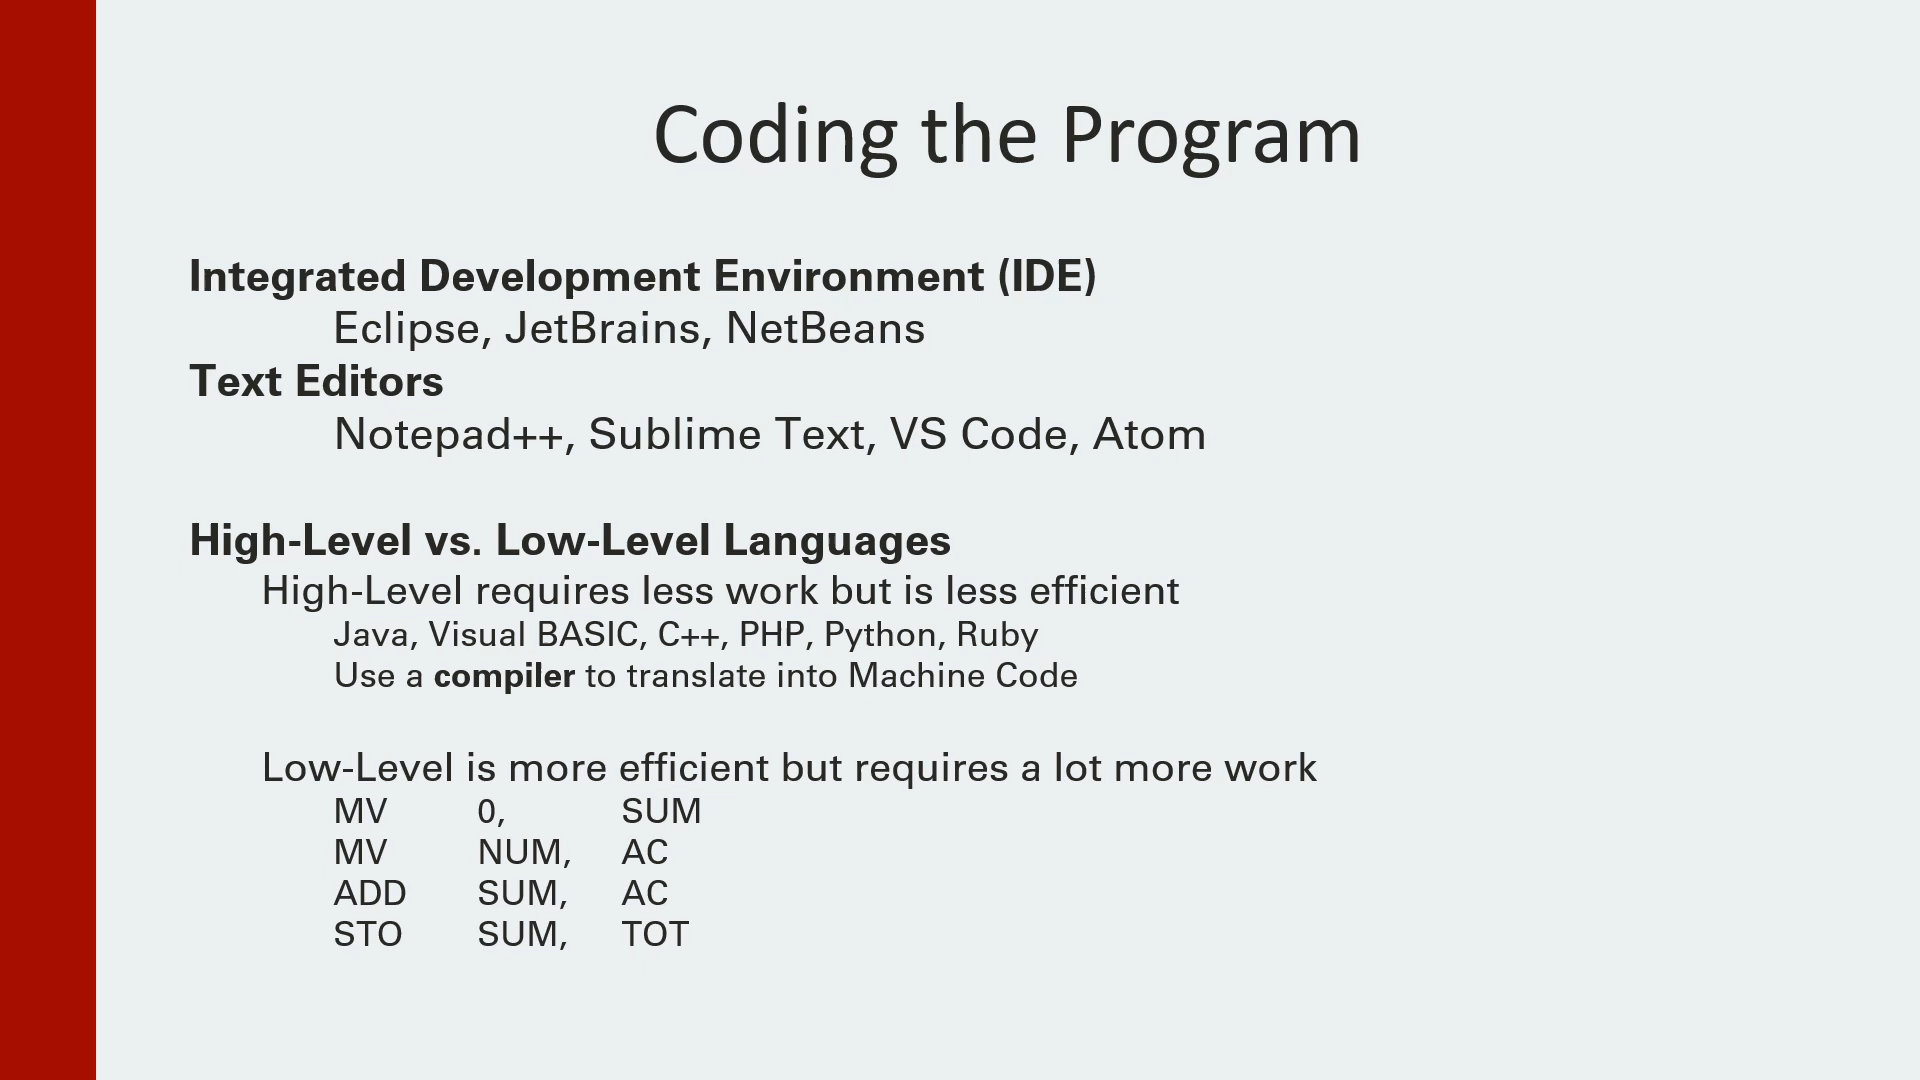 Coding the Program
Integrated Development Environment (IDE)
Eclipse, JetBrains, NetBeans
Text Editors
Notepad++, Sublime Text, VS Code, Atom
High-Level vs. Low-Level Languages
High-Level requires less work but is less efficient
Java, Visual BASIC, C++, PHP, Python, Ruby
Use a compiler to translate into Machine Code
Low-Level is more efficient but requires a lot more work
MV 0, SUM
MV NUM, AC
ADD SUM, AC
STO SUM, TOT